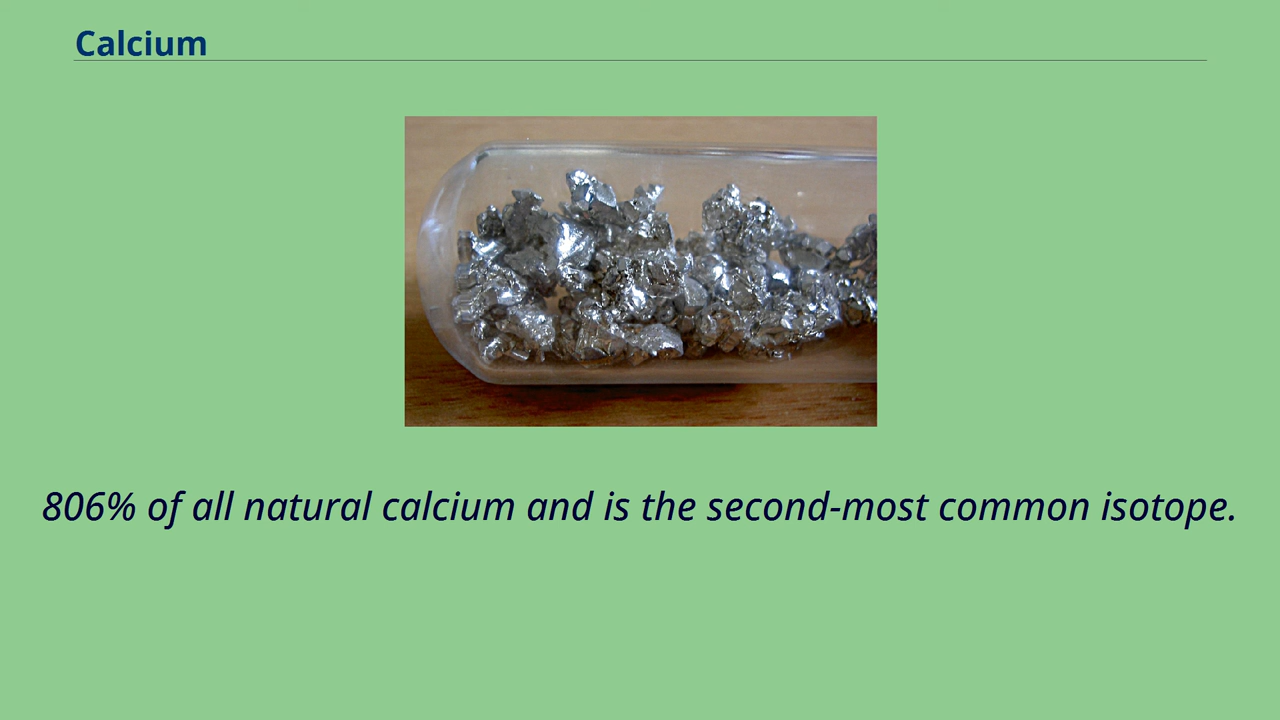 Calcium
806% of all natural calcium and is the second-most common isotope.